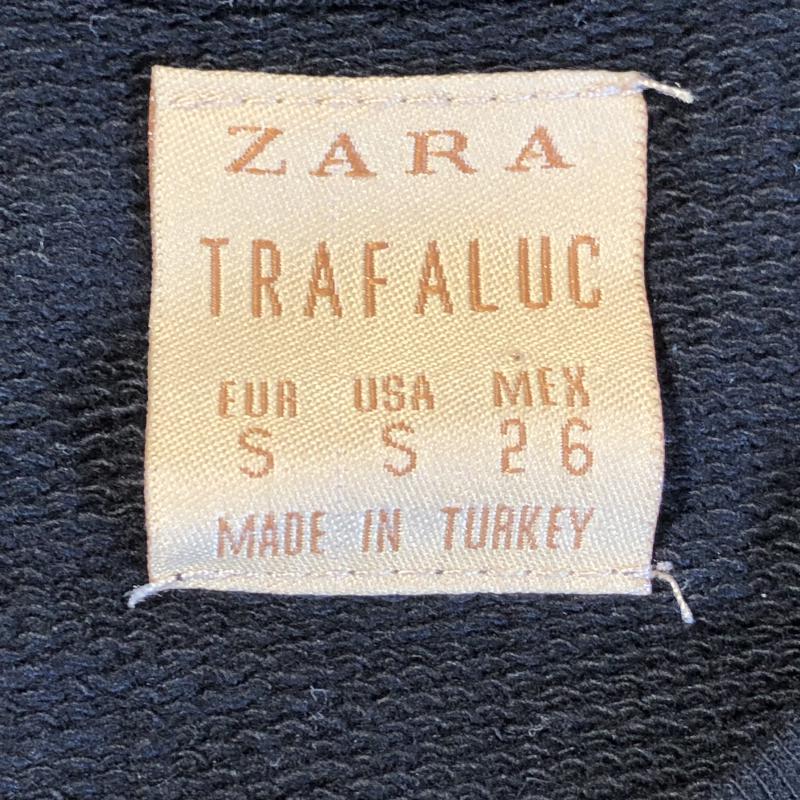 ZARA
TRAFALUC
EUR USA MEX
S S 26
MADE IN TURKEY